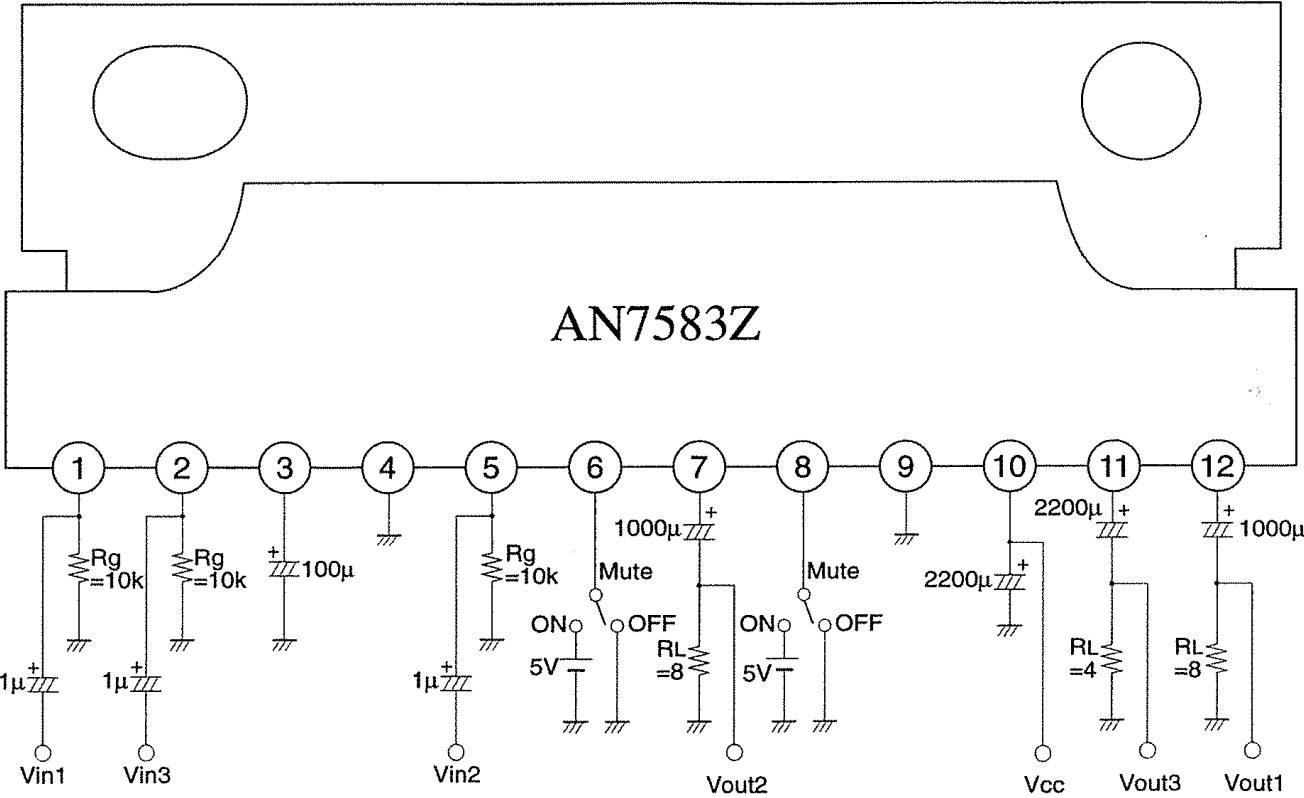 AN7583Z
1 2 3 4 5 6 7 8 9 10 11 12
2200µ
1000µ
1000µ
Rg
=10k
Rg
=10k
100µ
Rg
=10k
Mute
Mute
2200µ
ON OFF
ON OFF
5V
5V
RL
=8
RL
=4
RL
=8
1µ
1µ
1µ
Vin1
Vin3
Vin2
Vout2
Vcc
Vout3
Vout1